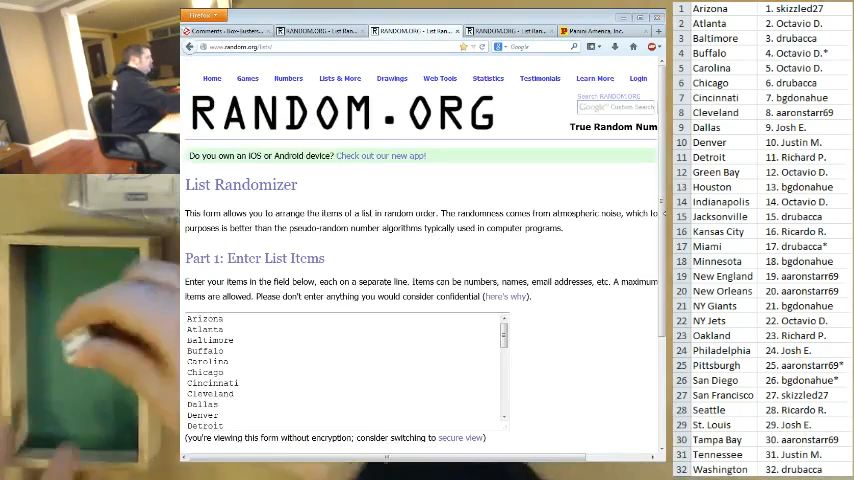 Firefox
Comments - Box-Busters...
RANDOM.ORG - List Ran...
RANDOM.ORG - List Ran...
RANDOM.ORG - List Ran...
Panini America, Inc.
www.random.org/lists/
Google
Home Games Numbers Lists & More Drawings Web Tools Statistics Testimonials Learn More Login
RANDOM.ORG
Search RANDOM.ORG
Google Custom Search
True Random Num
Do you own an iOS or Android device? Check out our new app!
List Randomizer
This form allows you to arrange the items of a list in random order. The randomness comes from atmospheric noise, which fo
purposes is better than the pseudo-random number algorithms typically used in computer programs.
Part 1: Enter List Items
Enter your items in the field below, each on a separate line. Items can be numbers, names, email addresses, etc. A maximum
items are allowed. Please don't enter anything you would consider confidential (here's why).
Arizona
Atlanta
Baltimore
Buffalo
Carolina
Chicago
Cincinnati
Cleveland
Dallas
Denver
Detroit
(you're viewing this form without encryption; consider switching to secure view)
1 Arizona 1. skizzled27
2 Atlanta 2. Octavio D.
3 Baltimore 3. drubacca
4 Buffalo 4. Octavio D.*
5 Carolina 5. Octavio D.
6 Chicago 6. drubacca
7 Cincinnati 7. bgdonahue
8 Cleveland 8. aaronstarr69
9 Dallas 9. Josh E.
10 Denver 10. Justin M.
11 Detroit 11. Richard P.
12 Green Bay 12. Octavio D.
13 Houston 13. bgdonahue
14 Indianapolis 14. Octavio D.
15 Jacksonville 15. drubacca
16 Kansas City 16. Ricardo R.
17 Miami 17. drubacca*
18 Minnesota 18. bgdonahue
19 New England 19. aaronstarr69
20 New Orleans 20. aaronstarr69
21 NY Giants 21. bgdonahue
22 NY Jets 22. Octavio D.
23 Oakland 23. Richard P.
24 Philadelphia 24. Josh E.
25 Pittsburgh 25. aaronstarr69*
26 San Diego 26. bgdonahue*
27 San Francisco 27. skizzled27
28 Seattle 28. Ricardo R.
29 St. Louis 29. Josh E.
30 Tampa Bay 30. aaronstarr69
31 Tennessee 31. Justin M.
32 Washington 32. drubacca